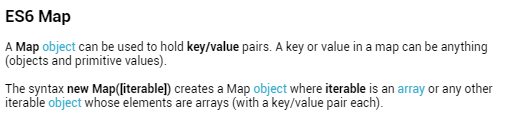 ES6 Map
A Map object can be used to hold key/value pairs. A key or value in a map can be anything
(objects and primitive values).
The syntax new Map([iterable]) creates a Map object where iterable is an array or any other
iterable object whose elements are arrays (with a key/value pair each).